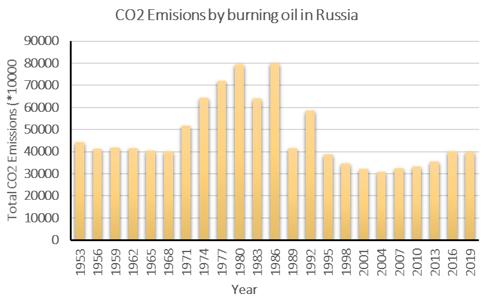 CO2 Emisions by burning oil in Russia
Total CO2 Emissions (*10000
90000
80000
70000
60000
50000
40000
30000
20000
10000
0
1953 1956 1959 1962 1965 1968 1971 1974 1977 1980 1983 1986 1989 1992 1995 1998 2001 2004 2007 2010 2013 2016 2019
Year